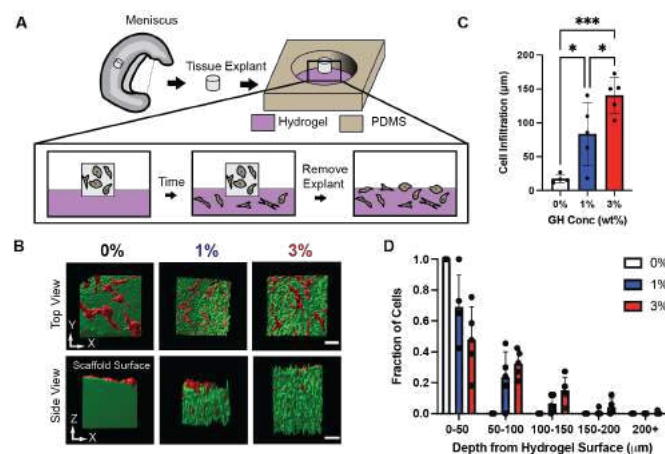 A
Meniscus
Tissue Explant
Hydrogel
PDMS
Time
Remove
Explant
B
0% 1% 3%
Top View
Y
X
Side View
Scaffold Surface
Z
X
C
***
* *
Cell Infiltration (µm)
200
150
100
50
0
0% 1% 3%
GH Conc (wt%)
D
Fraction of Cells
1.0
0.8
0.6
0.4
0.2
0.0
0-50 50-100 100-150 150-200 200+
Depth from Hydrogel Surface (µm)
0%
1%
3%